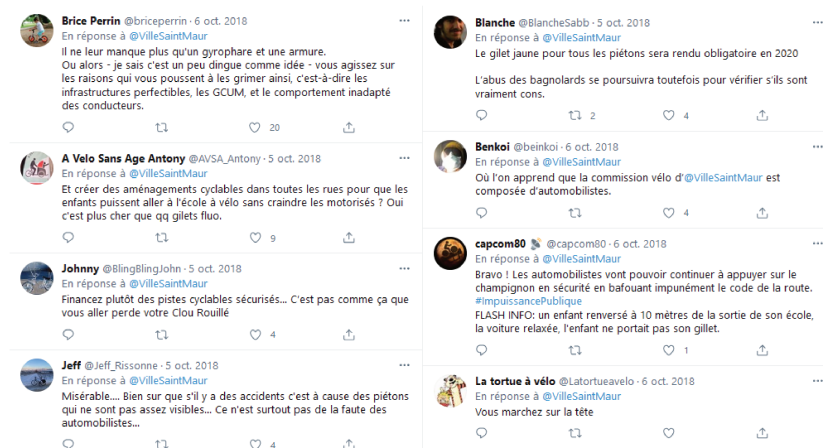 Brice Perrin @briceperrin · 6 oct. 2018
En réponse à @VilleSaintMaur
Il ne leur manque plus qu'un gyrophare et une armure.
Ou alors - je sais c'est un peu dingue comme idée - vous agissez sur
les raisons qui vous poussent à les grimer ainsi, c'est-à-dire les
infrastructures perfectibles, les GCUM, et le comportement inadapté
des conducteurs.
20
A Velo Sans Age Antony @AVSA_Antony · 5 oct. 2018
En réponse à @VilleSaintMaur
Et créer des aménagements cyclables dans toutes les rues pour que les
enfants puissent aller à l'école à vélo sans craindre les motorisés ? Oui
c'est plus cher que qq gilets fluo.
9
Johnny @BlingBlingJohn · 5 oct. 2018
En réponse à @VilleSaintMaur
Financez plutôt des pistes cyclables sécurisés... C'est pas comme ça que
vous aller perde votre Clou Rouillé
4
Jeff @Jeff_Rissonne · 5 oct. 2018
En réponse à @VilleSaintMaur
Misérable.... Bien sur que s'il y a des accidents c'est à cause des piétons
qui ne sont pas assez visibles... Ce n'est surtout pas de la faute des
automobilistes...
4
Blanche @BlancheSabb · 5 oct. 2018
En réponse à @VilleSaintMaur
Le gilet jaune pour tous les piétons sera rendu obligatoire en 2020
L'abus des bagnolards se poursuivra toutefois pour vérifier s'ils sont
vraiment cons.
2 4
Benkoi @beinkoi · 6 oct. 2018
En réponse à @VilleSaintMaur
Où l'on apprend que la commission vélo d'@VilleSaintMaur est
composée d'automobilistes.
4
capcom80 @capcom80 · 6 oct. 2018
En réponse à @VilleSaintMaur
Bravo ! Les automobilistes vont pouvoir continuer à appuyer sur le
champignon en sécurité en bafouant impunément le code de la route.
#ImpuissancePublique
FLASH INFO: un enfant renversé à 10 mètres de la sortie de son école,
la voiture relaxée, l'enfant ne portait pas son gillet.
1
La tortue à vélo @Latortueavelo · 6 oct. 2018
En réponse à @VilleSaintMaur
Vous marchez sur la tête